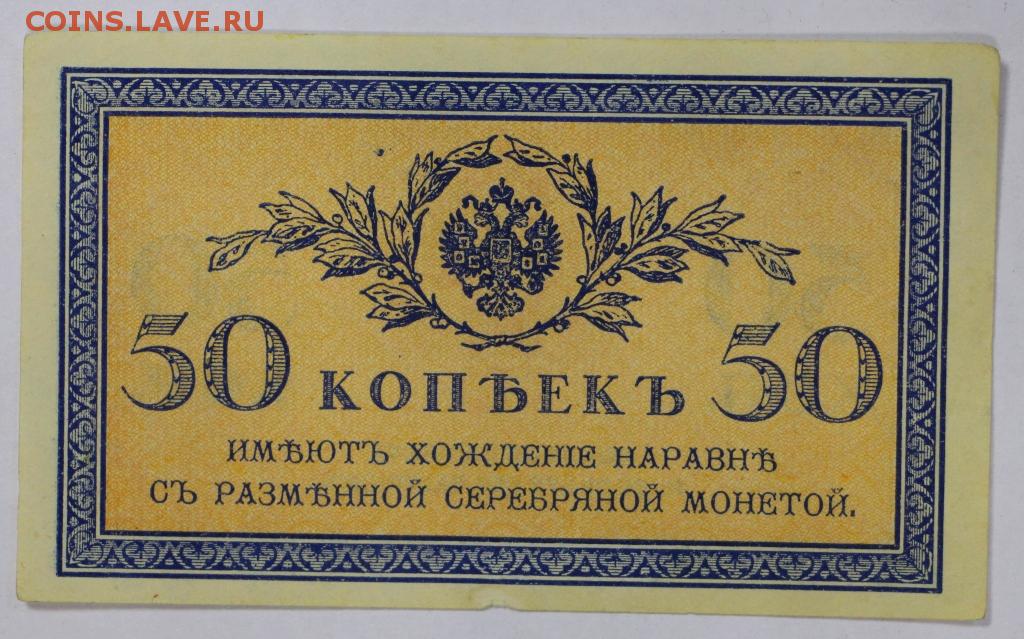 COINS.LAVE.RU
50 КОПѢЕКЪ 50
ИМѢЮТЪ ХОЖДЕНІЕ НАРАВНѢ
СЪ РАЗМѢННОЙ СЕРЕБРЯНОЙ МОНЕТОЙ.